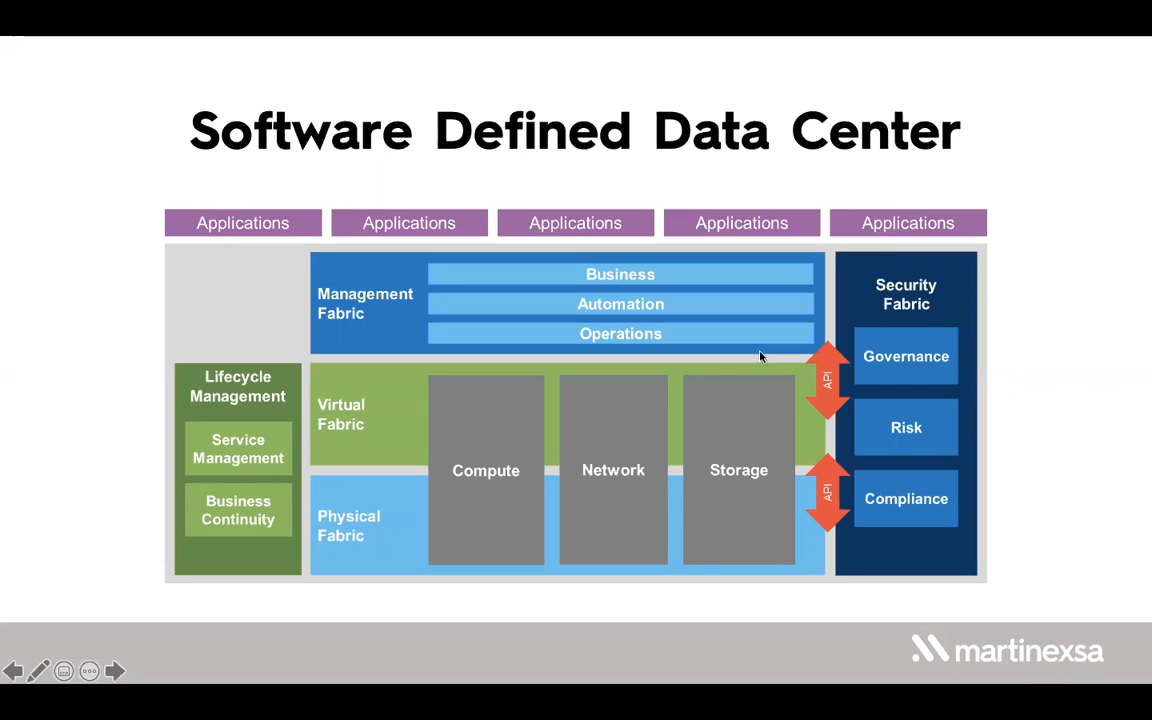 Software Defined Data Center
Applications
Applications
Applications
Applications
Applications
Management
Fabric
Business
Automation
Operations
Security
Fabric
Governance
Risk
Compliance
Lifecycle
Management
Service
Management
Business
Continuity
Virtual
Fabric
Physical
Fabric
Compute
Network
Storage
API
API
martinexsa